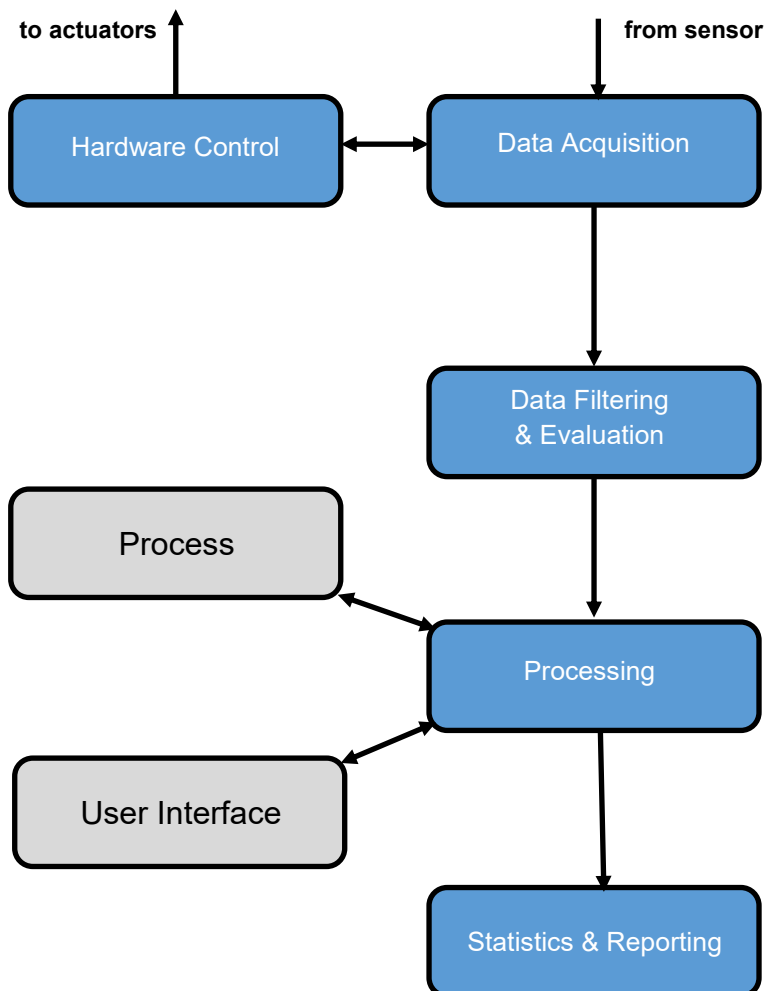 to actuators
from sensor
Hardware Control
Data Acquisition
Data Filtering
& Evaluation
Process
Processing
User Interface
Statistics & Reporting